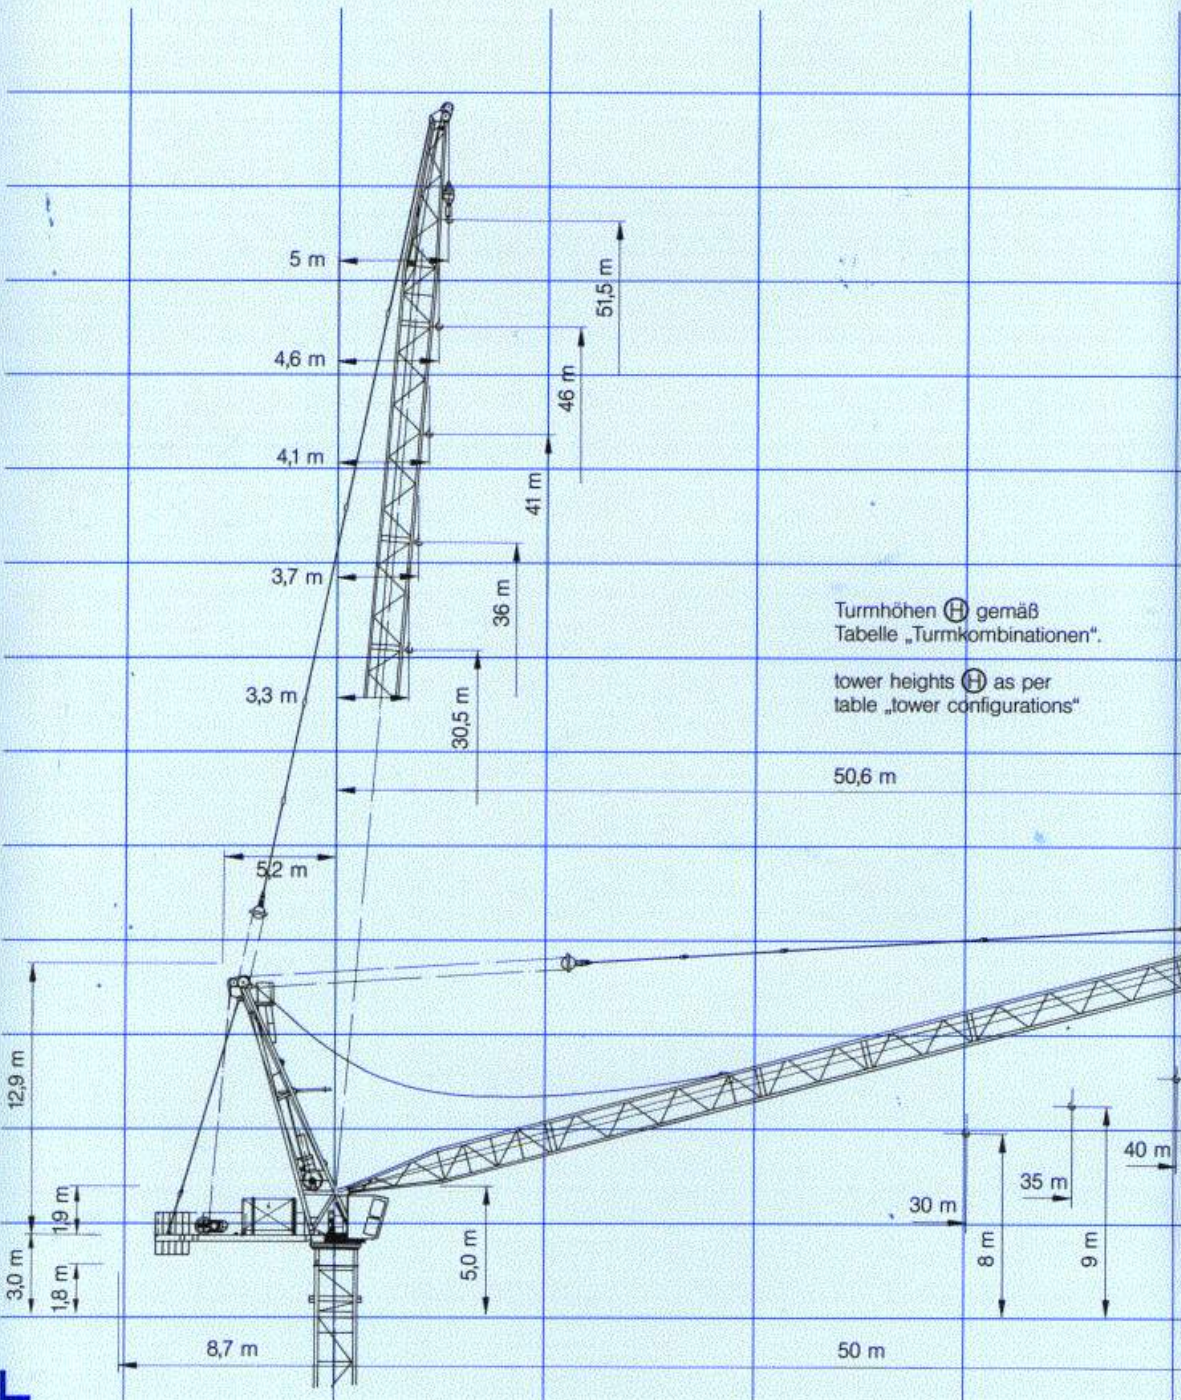 5 m
51,5 m
4,6 m
46 m
4,1 m
41 m
3,7 m
36 m
Turmhöhen Ⓗ gemäß
Tabelle „Turmkombinationen“.
tower heights Ⓗ as per
table „tower configurations“
3,3 m
30,5 m
50,6 m
5,2 m
12,9 m
40 m
35 m
30 m
1,9 m
3,0 m
1,8 m
5,0 m
8 m
9 m
8,7 m
50 m